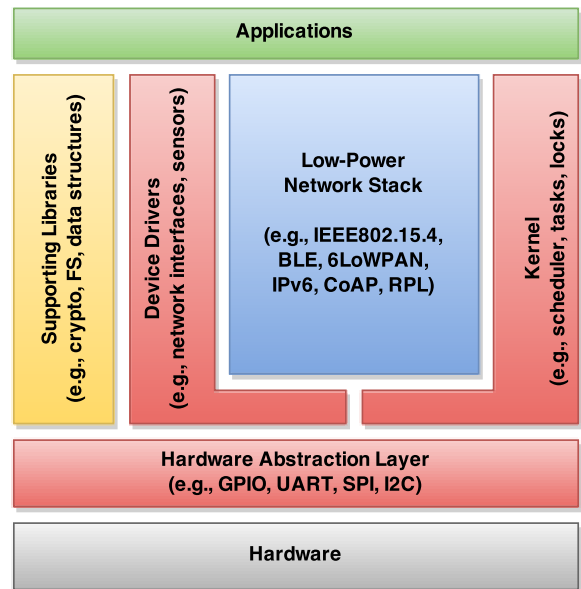 Applications
Supporting Libraries
(e.g., crypto, FS, data structures)
Device Drivers
(e.g., network interfaces, sensors)
Low-Power
Network Stack
(e.g., IEEE802.15.4,
BLE, 6LoWPAN,
IPv6, CoAP, RPL)
Kernel
(e.g., scheduler, tasks, locks)
Hardware Abstraction Layer
(e.g., GPIO, UART, SPI, I2C)
Hardware